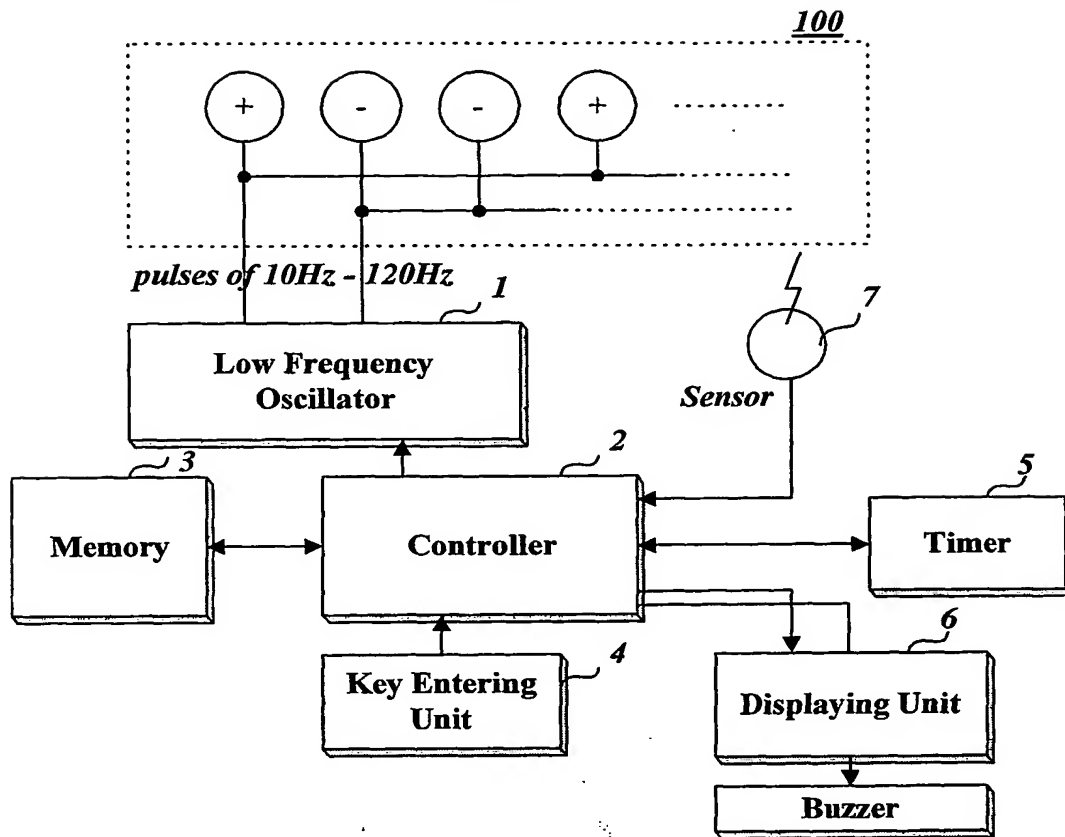 100
+ - - +
pulses of 10Hz - 120Hz
1
Low Frequency
Oscillator
7
Sensor
2
3
Memory
Controller
5
Timer
4
Key Entering
Unit
6
Displaying Unit
Buzzer